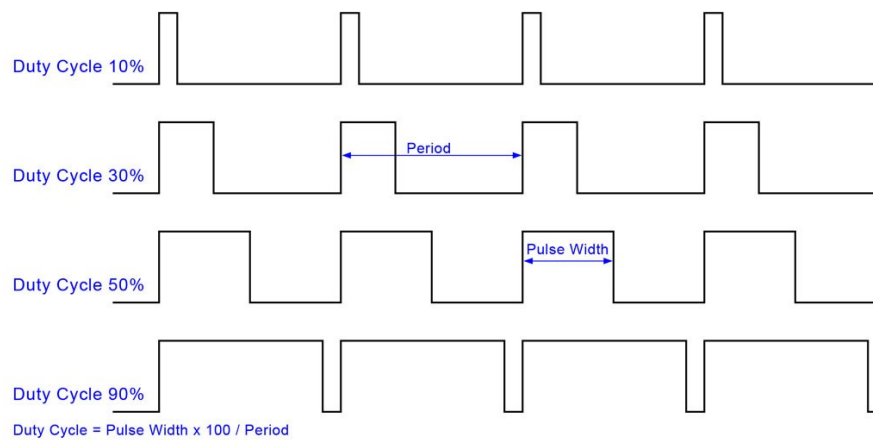 Duty Cycle 10%
Period
Duty Cycle 30%
Pulse Width
Duty Cycle 50%
Duty Cycle 90%
Duty Cycle = Pulse Width x 100 / Period